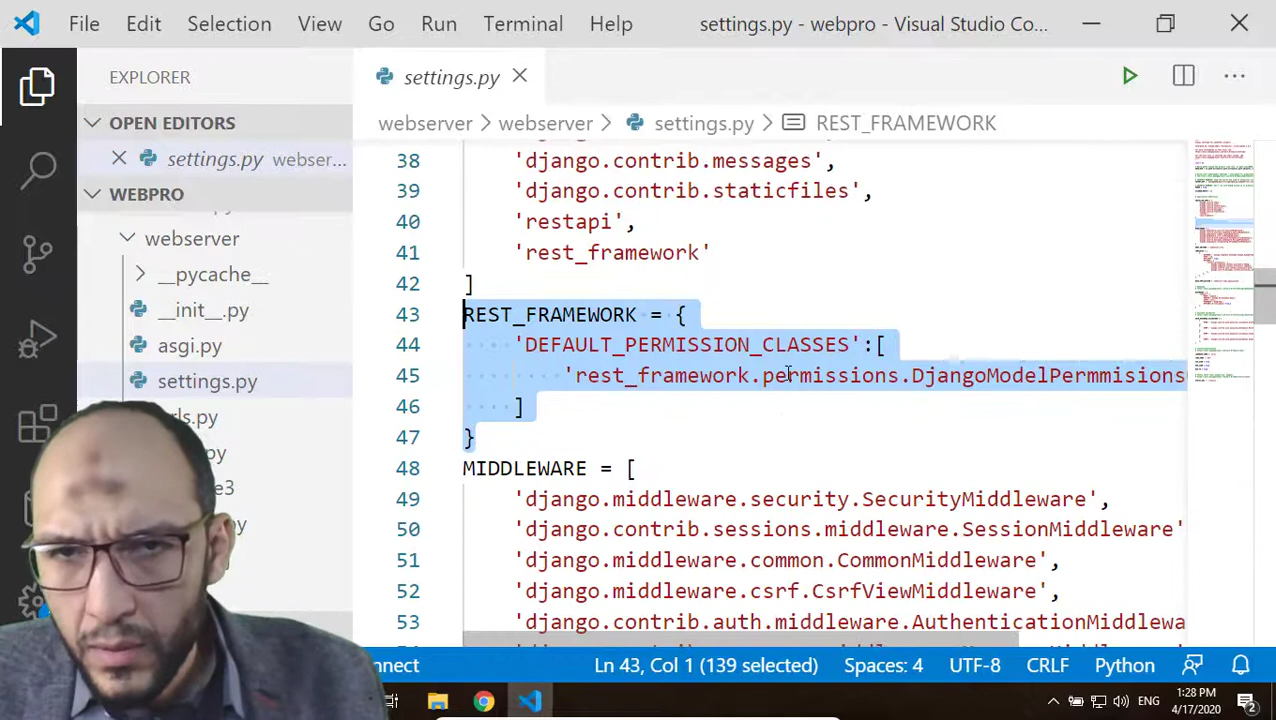 File Edit Selection View Go Run Terminal Help settings.py - webpro - Visual Studio Co...
EXPLORER
OPEN EDITORS
settings.py webser...
WEBPRO
webserver
__pycache__
__init__.py
asgi.py
settings.py
settings.py
webserver > webserver > settings.py > REST_FRAMEWORK
38 'django.contrib.messages',
39 'django.contrib.staticfiles',
40 'restapi',
41 'rest_framework'
42 ]
43 REST_FRAMEWORK = {
44 'DEFAULT_PERMISSION_CLASSES':[
45 'rest_framework.permissions.DjangoModelPermmisions
46 ]
47 }
48 MIDDLEWARE = [
49 'django.middleware.security.SecurityMiddleware',
50 'django.contrib.sessions.middleware.SessionMiddleware'
51 'django.middleware.common.CommonMiddleware',
52 'django.middleware.csrf.CsrfViewMiddleware',
53 'django.contrib.auth.middleware.AuthenticationMiddlewa
Ln 43, Col 1 (139 selected) Spaces: 4 UTF-8 CRLF Python
ENG 1:28 PM
4/17/2020 2